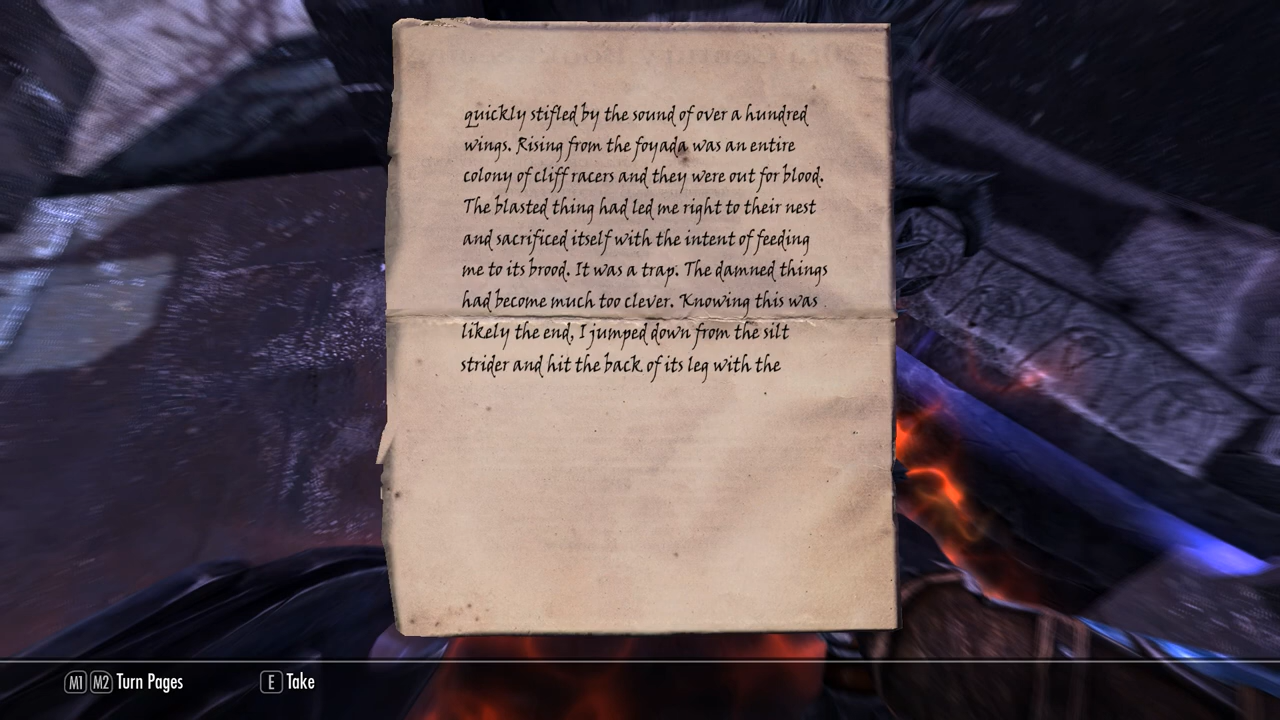 quickly stifled by the sound of over a hundred
wings. Rising from the foyada was an entire
colony of cliff racers and they were out for blood.
The blasted thing had led me right to their nest
and sacrificed itself with the intent of feeding
me to its brood. It was a trap. The damned things
had become much too clever. Knowing this was
likely the end, I jumped down from the silt
strider and hit the back of its leg with the
M1 M2 Turn Pages E Take